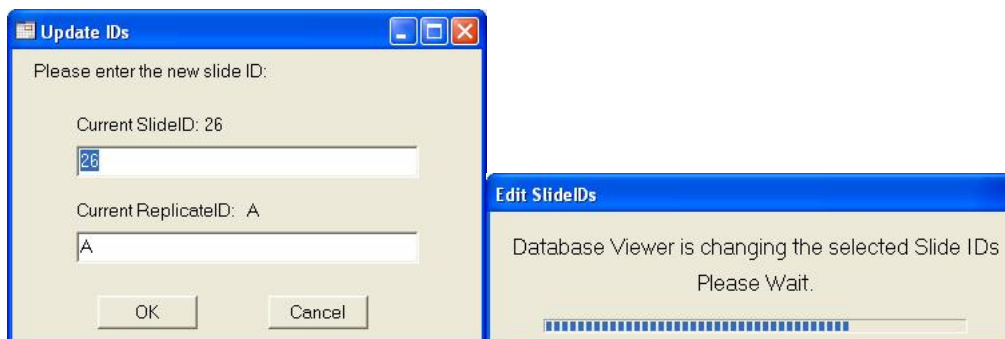 Update IDs
Please enter the new slide ID:
Current SlideID: 26
26
Current ReplicateID: A
A
OK Cancel
Edit SlideIDs
Database Viewer is changing the selected Slide IDs
Please Wait.